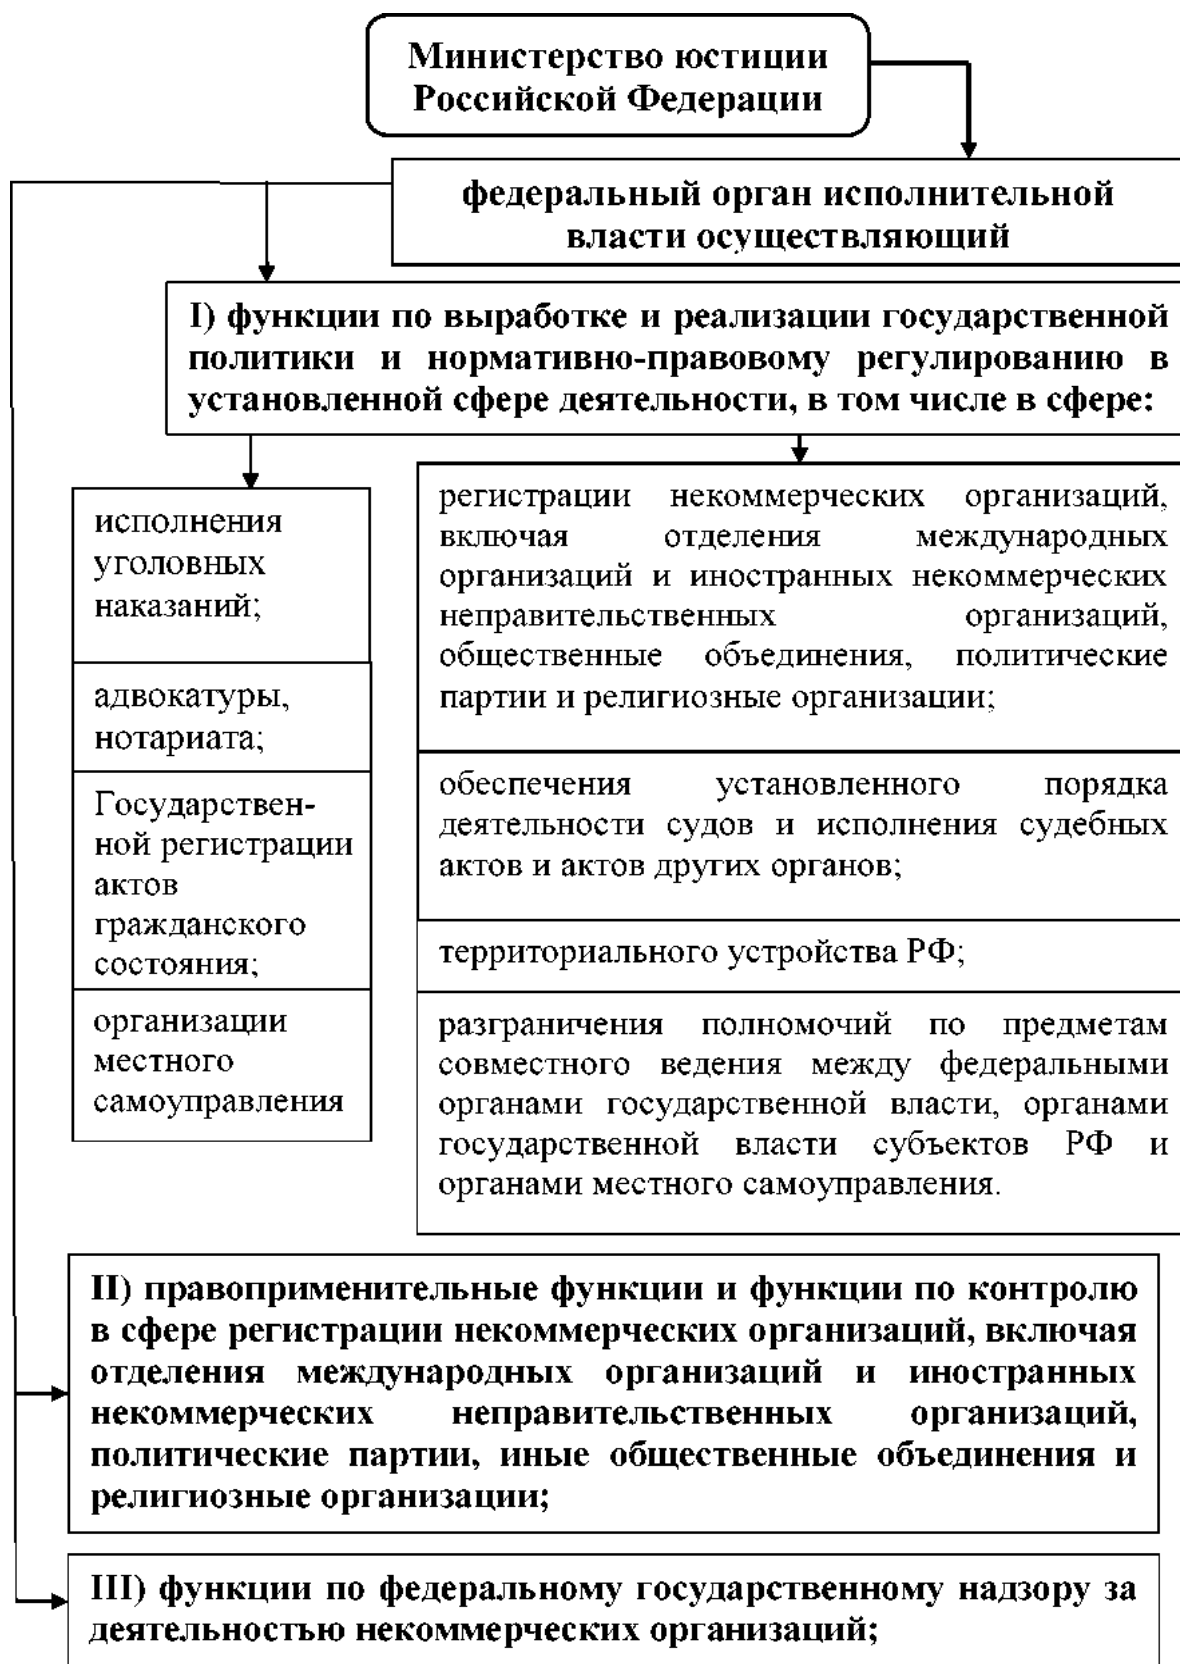 Министерство юстиции
Российской Федерации
федеральный орган исполнительной
власти осуществляющий
I) функции по выработке и реализации государственной
политики и нормативно-правовому регулированию в
установленной сфере деятельности, в том числе в сфере:
исполнения
уголовных
наказаний;
адвокатуры,
нотариата;
Государствен-
ной регистрации
актов
гражданского
состояния;
организации
местного
самоуправления
регистрации некоммерческих организаций,
включая отделения международных
организаций и иностранных некоммерческих
неправительственных организаций,
общественные объединения, политические
партии и религиозные организации;
обеспечения установленного порядка
деятельности судов и исполнения судебных
актов и актов других органов;
территориального устройства РФ;
разграничения полномочий по предметам
совместного ведения между федеральными
органами государственной власти, органами
государственной власти субъектов РФ и
органами местного самоуправления.
II) правоприменительные функции и функции по контролю
в сфере регистрации некоммерческих организаций, включая
отделения международных организаций и иностранных
некоммерческих неправительственных организаций,
политические партии, иные общественные объединения и
религиозные организации;
III) функции по федеральному государственному надзору за
деятельностью некоммерческих организаций;